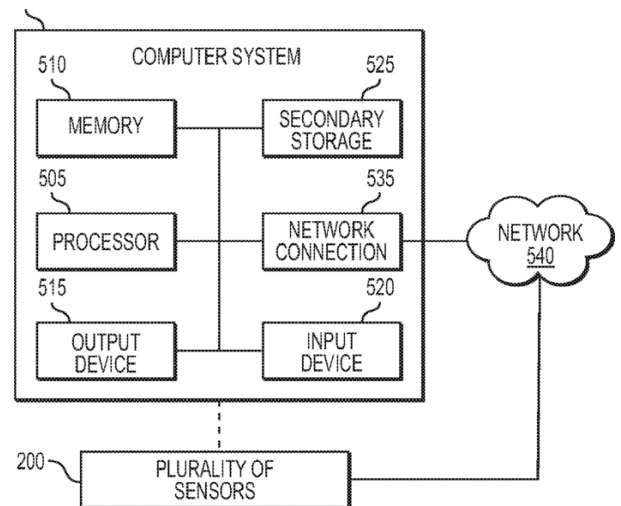 COMPUTER SYSTEM
510
525
MEMORY
SECONDARY
STORAGE
505
535
PROCESSOR
NETWORK
CONNECTION
NETWORK
540
515
520
OUTPUT
DEVICE
INPUT
DEVICE
200
PLURALITY OF
SENSORS